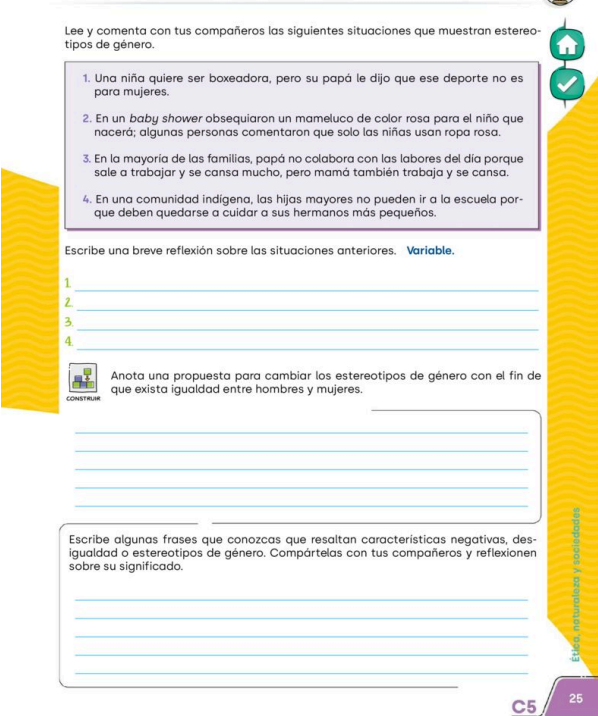 Lee y comenta con tus compañeros las siguientes situaciones que muestran estereo-
tipos de género.
1. Una niña quiere ser boxeadora, pero su papá le dijo que ese deporte no es
para mujeres.
2. En un baby shower obsequiaron un mameluco de color rosa para el niño que
nacerá; algunas personas comentaron que solo las niñas usan ropa rosa.
3. En la mayoría de las familias, papá no colabora con las labores del día porque
sale a trabajar y se cansa mucho, pero mamá también trabaja y se cansa.
4. En una comunidad indígena, las hijas mayores no pueden ir a la escuela por-
que deben quedarse a cuidar a sus hermanos más pequeños.
Escribe una breve reflexión sobre las situaciones anteriores. Variable.
1.
2.
3.
4.
CONSTRUIR
Anota una propuesta para cambiar los estereotipos de género con el fin de
que exista igualdad entre hombres y mujeres.
Escribe algunas frases que conozcas que resaltan características negativas, des-
igualdad o estereotipos de género. Compártelas con tus compañeros y reflexionen
sobre su significado.
Ética, naturaleza y sociedades
C5
25